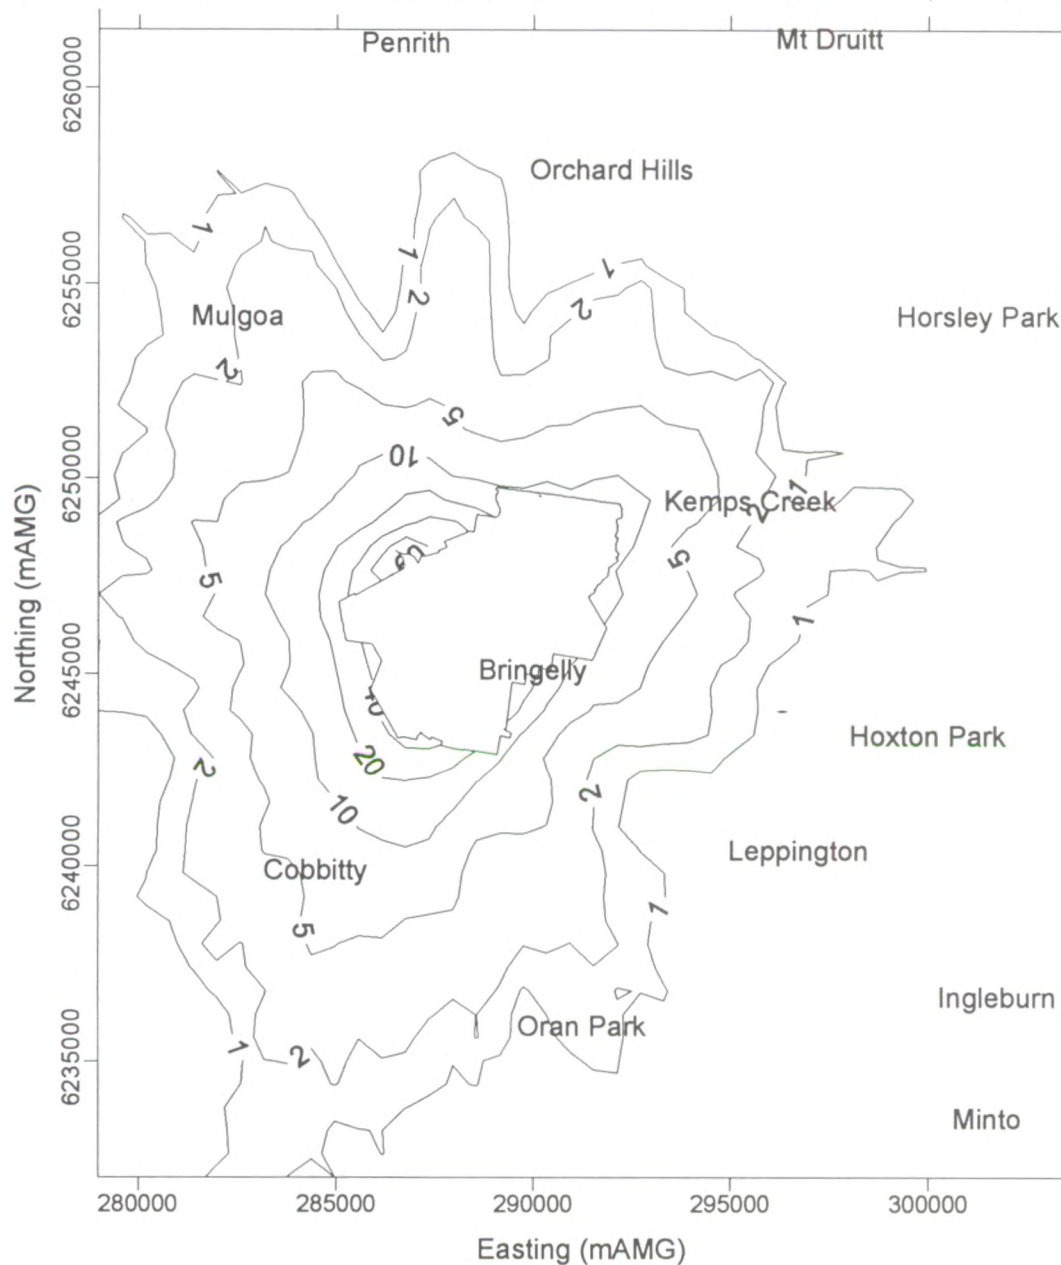 Penrith
Mt Druitt
6260000
Orchard Hills
1
1
1
6255000
2
2
Mulgoa
Horsley Park
2
5
10
6250000
1
Kemps Creek
2
5
5
1
Northing (mAMG)
Bringelly
6245000
40
Hoxton Park
20
2
2
10
Leppington
6240000
Cobbitty
1
5
Ingleburn
Oran Park
1
2
6235000
Minto
280000
285000
290000
295000
300000
Easting (mAMG)